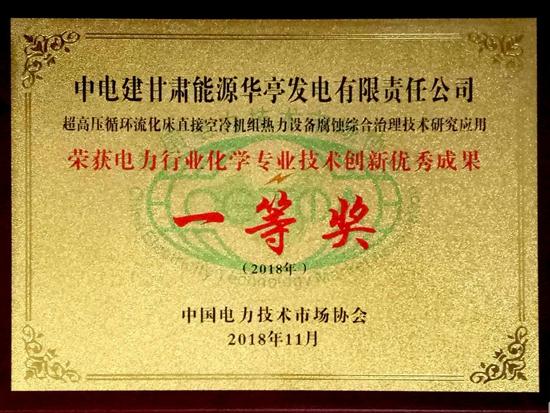 中电建甘肃能源华亭发电有限责任公司
超高压循环流化床直接空冷机组热力设备腐蚀综合治理技术研究应用
荣获电力行业化学专业技术创新优秀成果
一等奖
（2018年）
中国电力技术市场协会
2018年11月